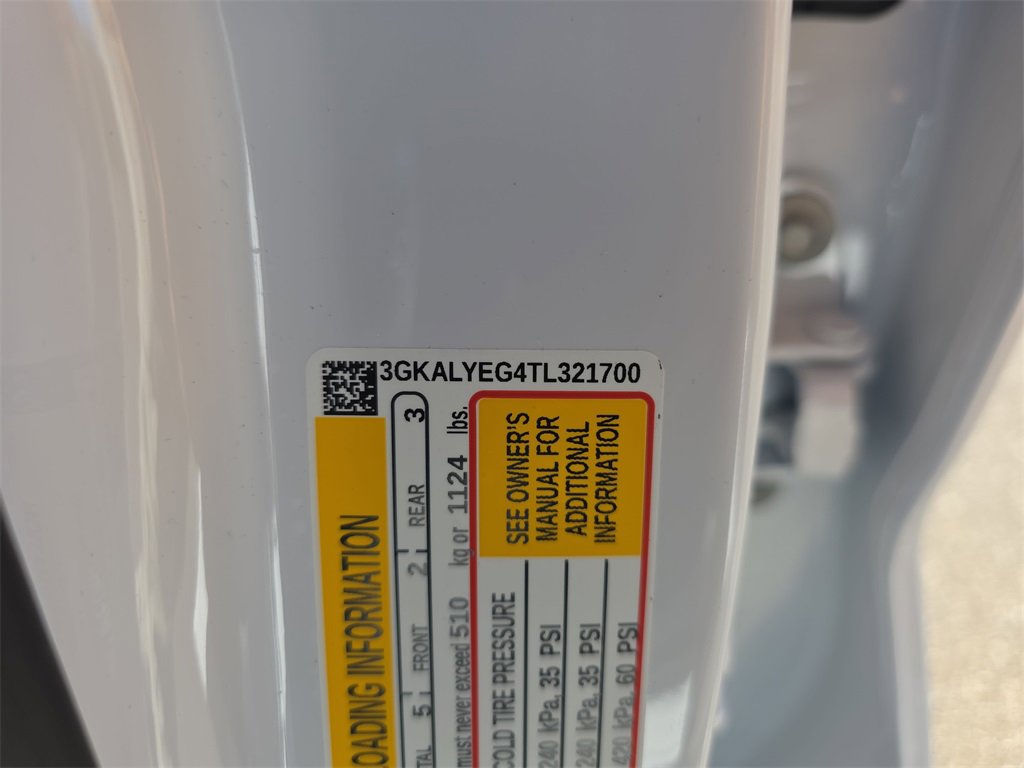 3GKALYEG4TL321700
LOADING INFORMATION
TAL 5 FRONT 2 REAR 3
must never exceed 510 kg or 1124 lbs.
COLD TIRE PRESSURE
240 kPa, 35 PSI
240 kPa, 35 PSI
420 kPa, 60 PSI
SEE OWNER'S
MANUAL FOR
ADDITIONAL
INFORMATION